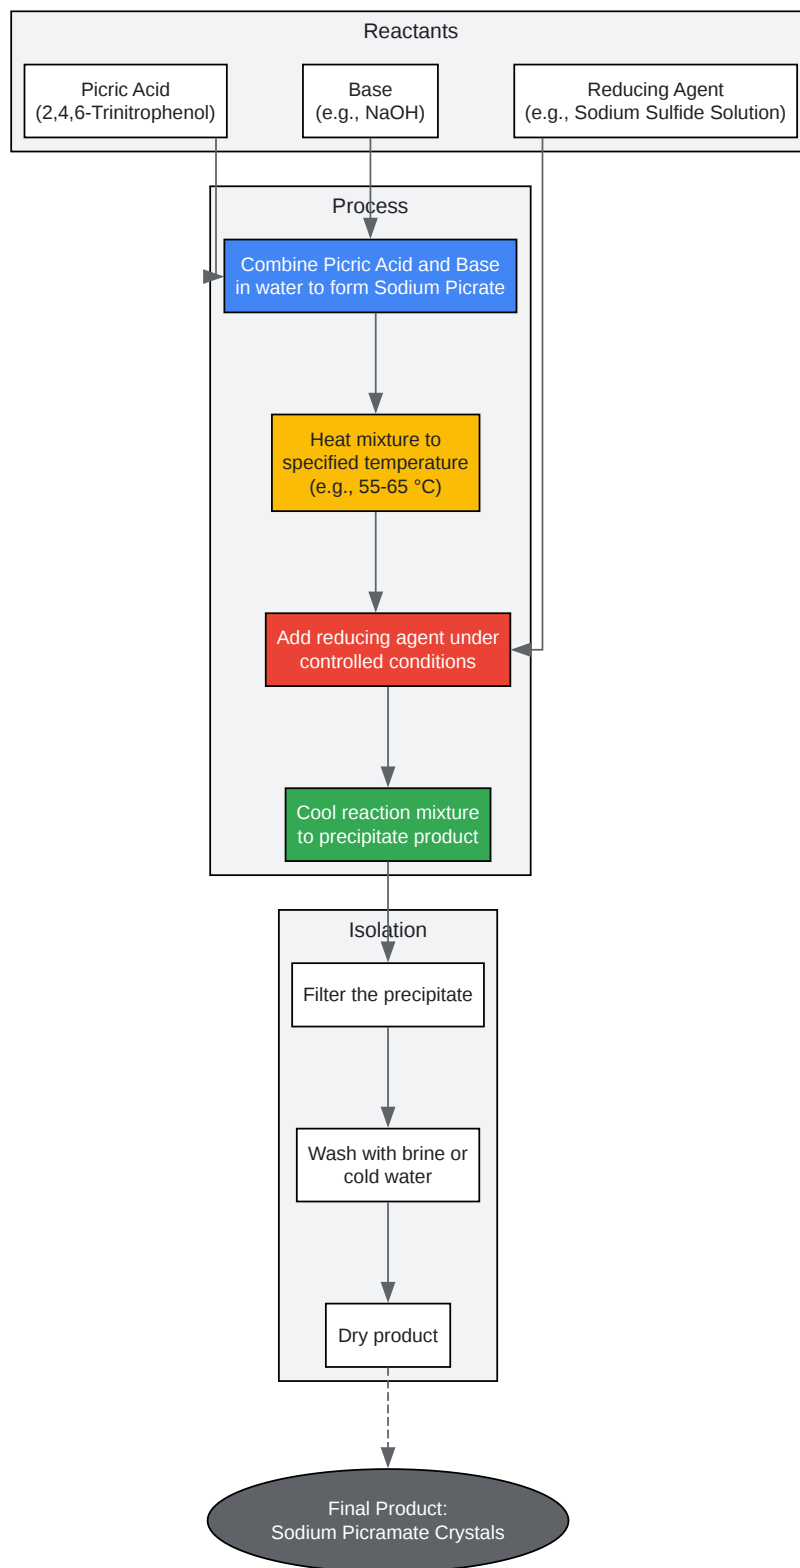 Reactants
Picric Acid
(2,4,6-Trinitrophenol)
Base
(e.g., NaOH)
Reducing Agent
(e.g., Sodium Sulfide Solution)
Process
Combine Picric Acid and Base
in water to form Sodium Picrate
Heat mixture to
specified temperature
(e.g., 55-65 °C)
Add reducing agent under
controlled conditions
Cool reaction mixture
to precipitate product
Isolation
Filter the precipitate
Wash with brine or
cold water
Dry product
Final Product:
Sodium Picramate Crystals